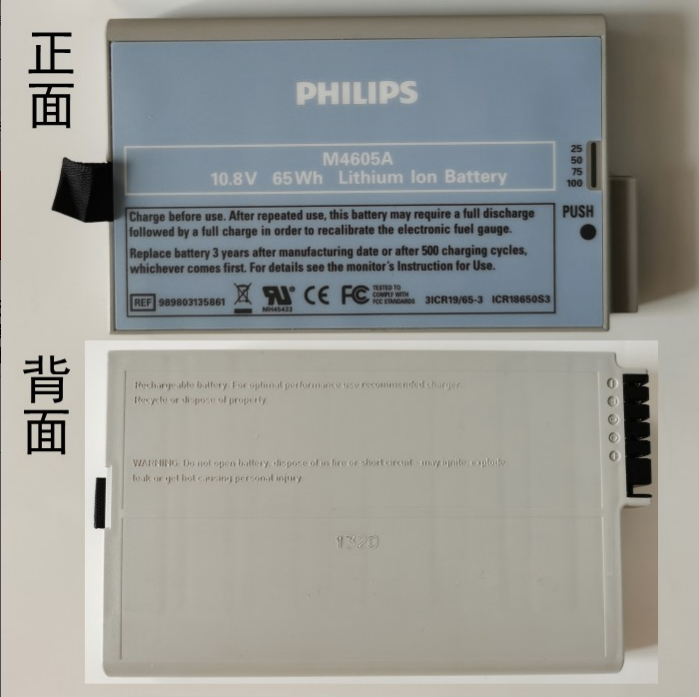 正面
PHILIPS
M4605A
10.8V 65Wh Lithium Ion Battery
25
50
75
100
PUSH
Charge before use. After repeated use, this battery may require a full discharge
followed by a full charge in order to recalibrate the electronic fuel gauge.
Replace battery 3 years after manufacturing date or after 500 charging cycles,
whichever comes first. For details see the monitor's Instruction for Use.
REF 989803135861
MH45433
CE FC
TESTED TO
COMPLY WITH
FCC STANDARDS
3ICR19/65-3 ICR18650S3
背面
Rechargeable battery. For optimal performance use recommended charger.
Recycle or dispose of properly.
WARNING: Do not open battery, dispose of in fire or short circuit - may ignite, explode,
leak or get hot causing personal injury.
1320